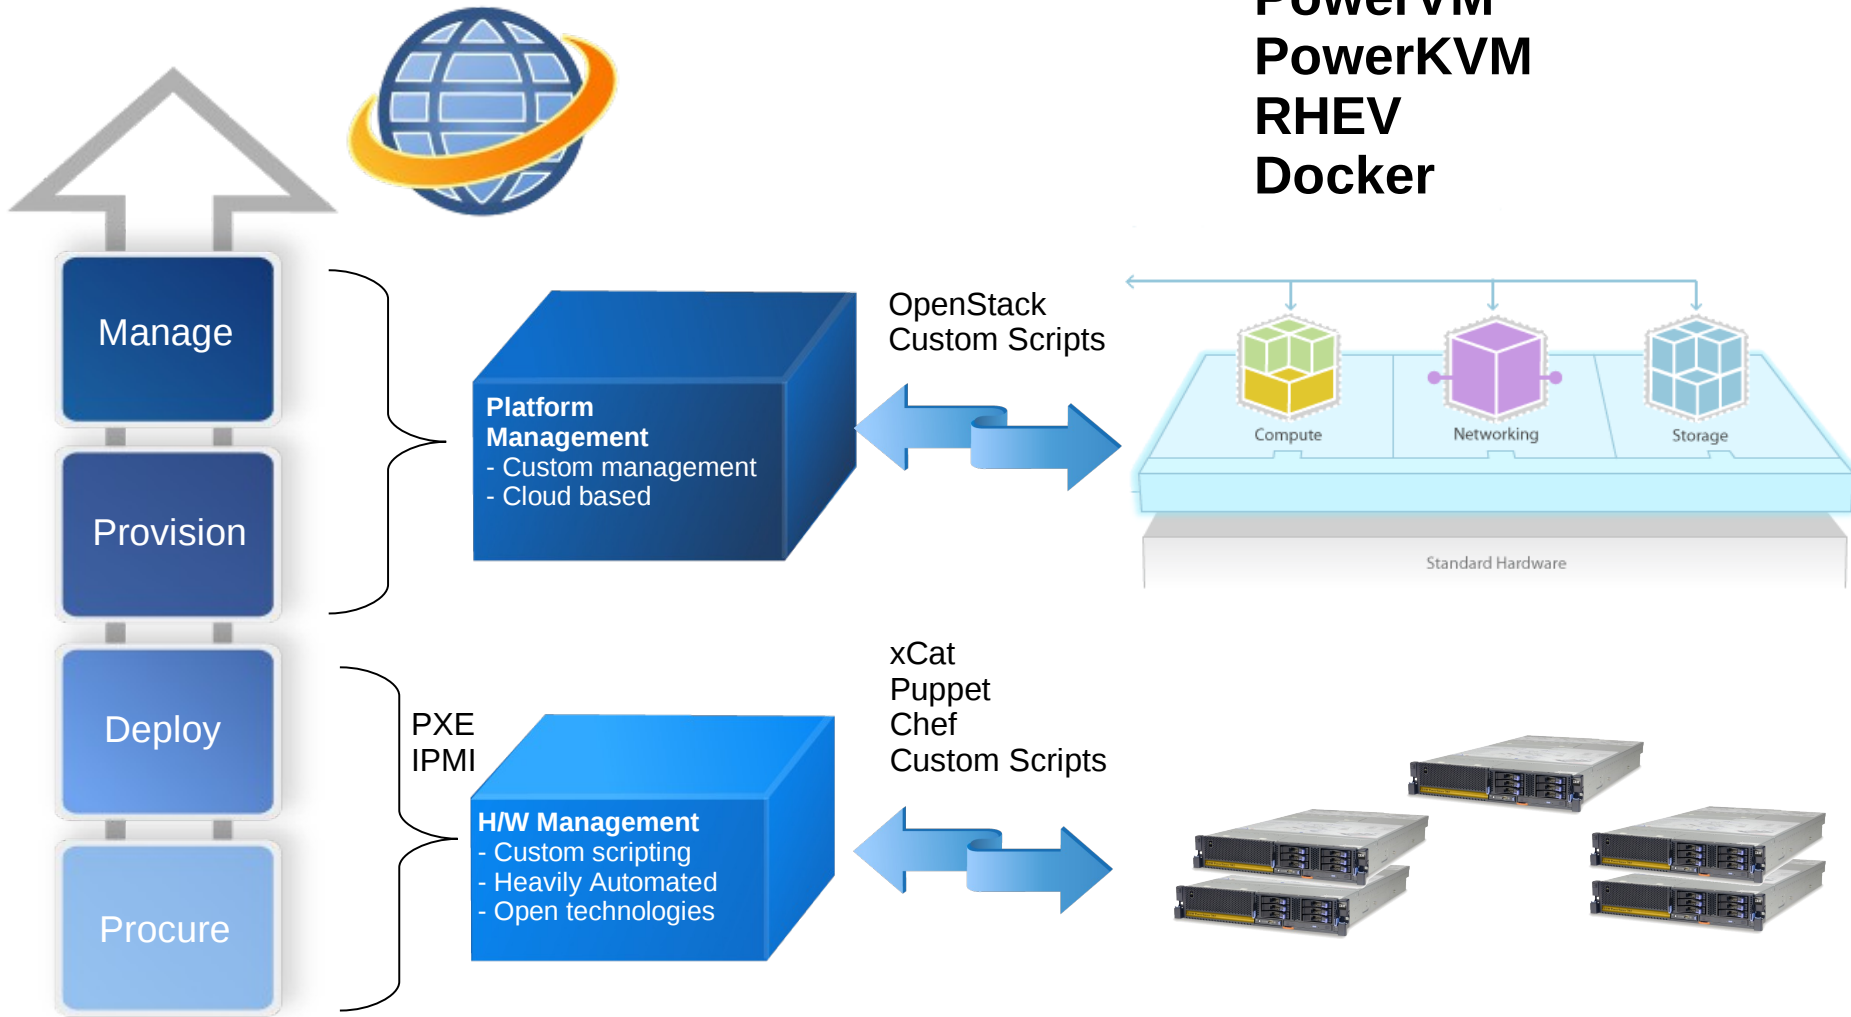 PowerVM
PowerKVM
RHEV
Docker
Manage
Provision
Deploy
Procure
Platform
Management
- Custom management
- Cloud based
OpenStack
Custom Scripts
Compute
Networking
Storage
Standard Hardware
PXE
IPMI
H/W Management
- Custom scripting
- Heavily Automated
- Open technologies
xCat
Puppet
Chef
Custom Scripts